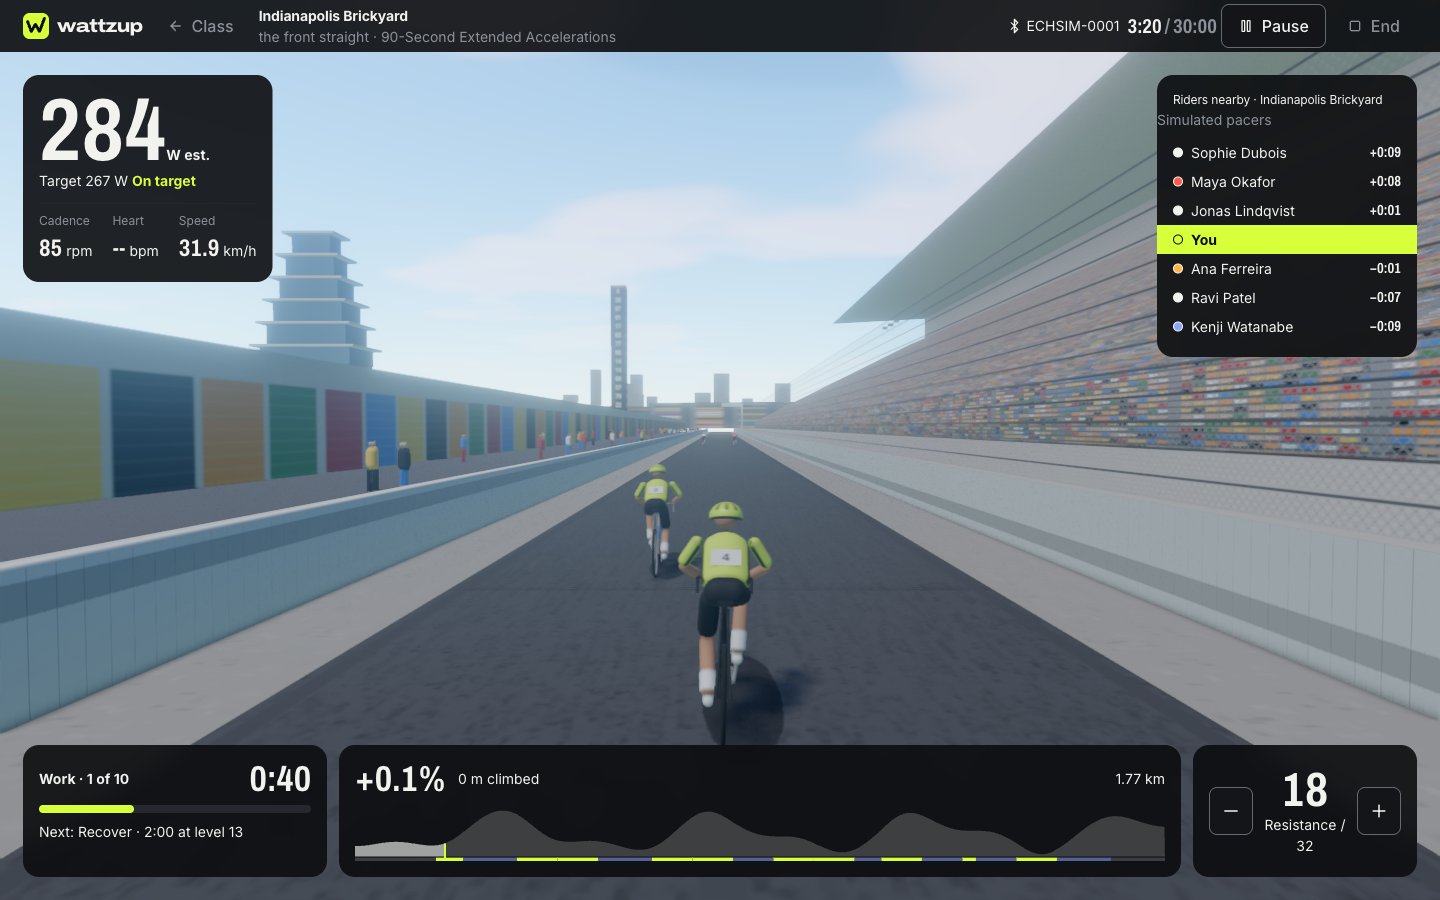 W wattzup
Class
Indianapolis Brickyard
the front straight · 90-Second Extended Accelerations
ECHSIM-0001 3:20 / 30:00
Pause
End
284 W est.
Target 267 W On target
Cadence Heart Speed
85 rpm -- bpm 31.9 km/h
Riders nearby · Indianapolis Brickyard
Simulated pacers
Sophie Dubois +0:09
Maya Okafor +0:08
Jonas Lindqvist +0:01
You
Ana Ferreira −0:01
Ravi Patel −0:07
Kenji Watanabe −0:09
4
Work · 1 of 10 0:40
Next: Recover · 2:00 at level 13
+0.1% 0 m climbed 1.77 km
− 18 +
Resistance /
32